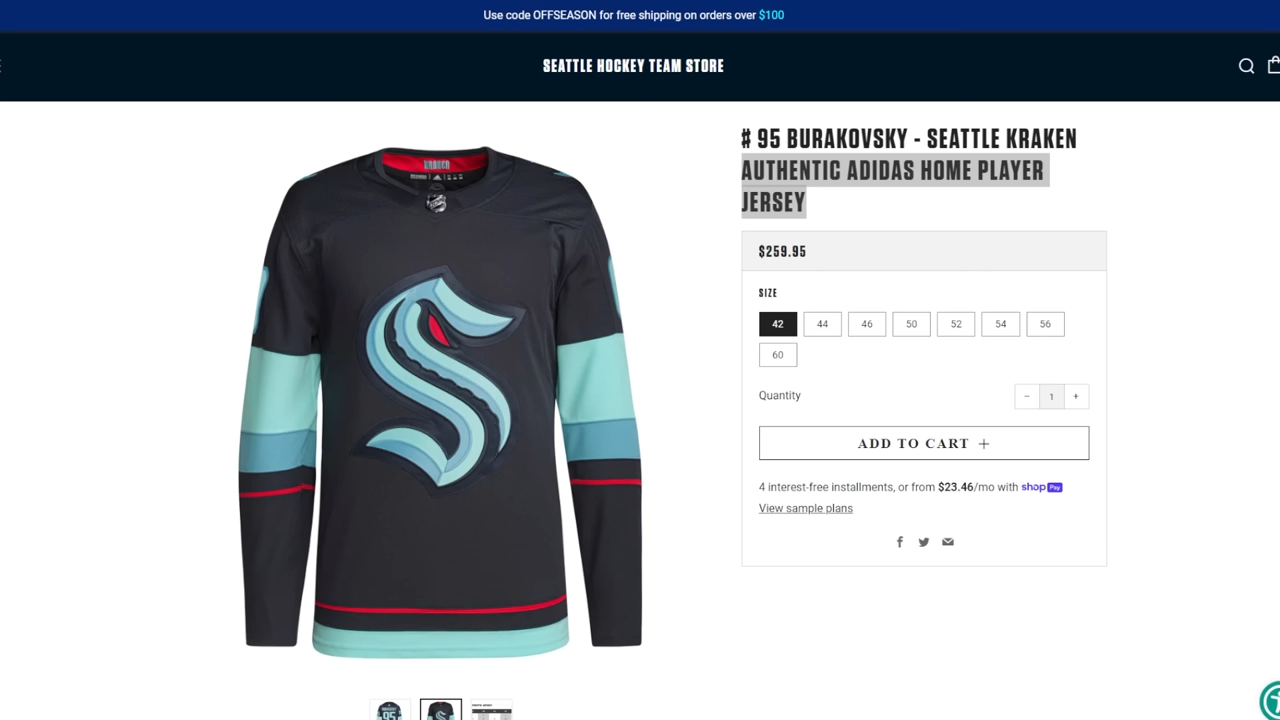 Use code OFFSEASON for free shipping on orders over $100
SEATTLE HOCKEY TEAM STORE
# 95 BURAKOVSKY - SEATTLE KRAKEN
AUTHENTIC ADIDAS HOME PLAYER
JERSEY
$259.95
SIZE
42 44 46 50 52 54 56
60
Quantity − 1 +
ADD TO CART +
4 interest-free installments, or from $23.46/mo with shop Pay
View sample plans
KRAKEN
95